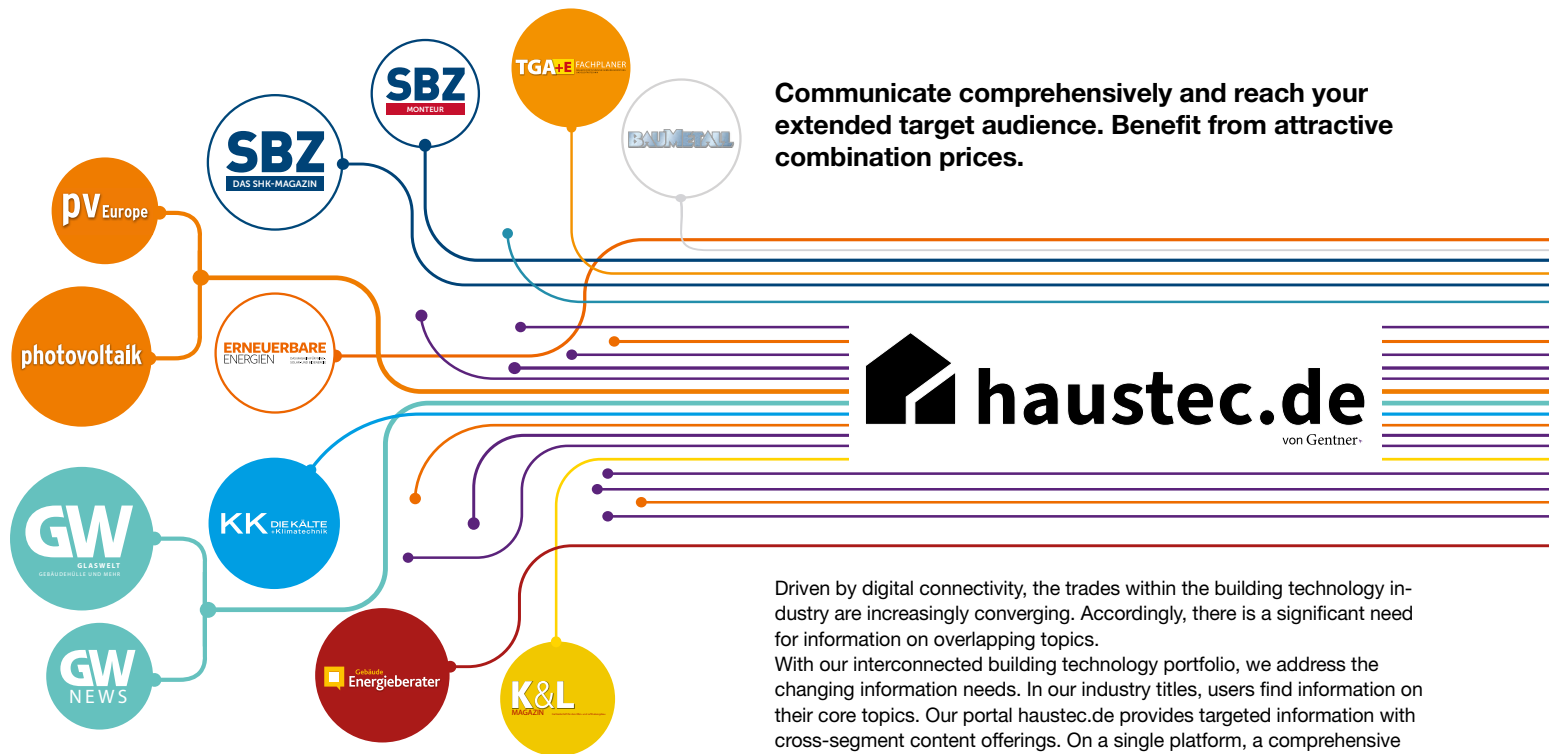 TGA+E FACHPLANER
SBZ
MONTEUR
BAUMETALL
SBZ
DAS SHK-MAGAZIN
pv Europe
photovoltaik
ERNEUERBARE
ENERGIEN
GW
GLASWELT
GEBÄUDEHÜLLE UND MEHR
KK DIE KÄLTE
+Klimatechnik
GW
NEWS
Gebäude
Energieberater
K&L
MAGAZIN
Communicate comprehensively and reach your
extended target audience. Benefit from attractive
combination prices.
haustec.de
von Gentner
Driven by digital connectivity, the trades within the building technology in-
dustry are increasingly converging. Accordingly, there is a significant need
for information on overlapping topics.
With our interconnected building technology portfolio, we address the
changing information needs. In our industry titles, users find information on
their core topics. Our portal haustec.de provides targeted information with
cross-segment content offerings. On a single platform, a comprehensive